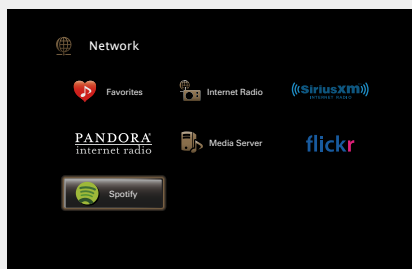 Network
Favorites
Internet Radio
((SiriusXM))
INTERNET RADIO
PANDORA®
internet radio
Media Server
flickr
Spotify